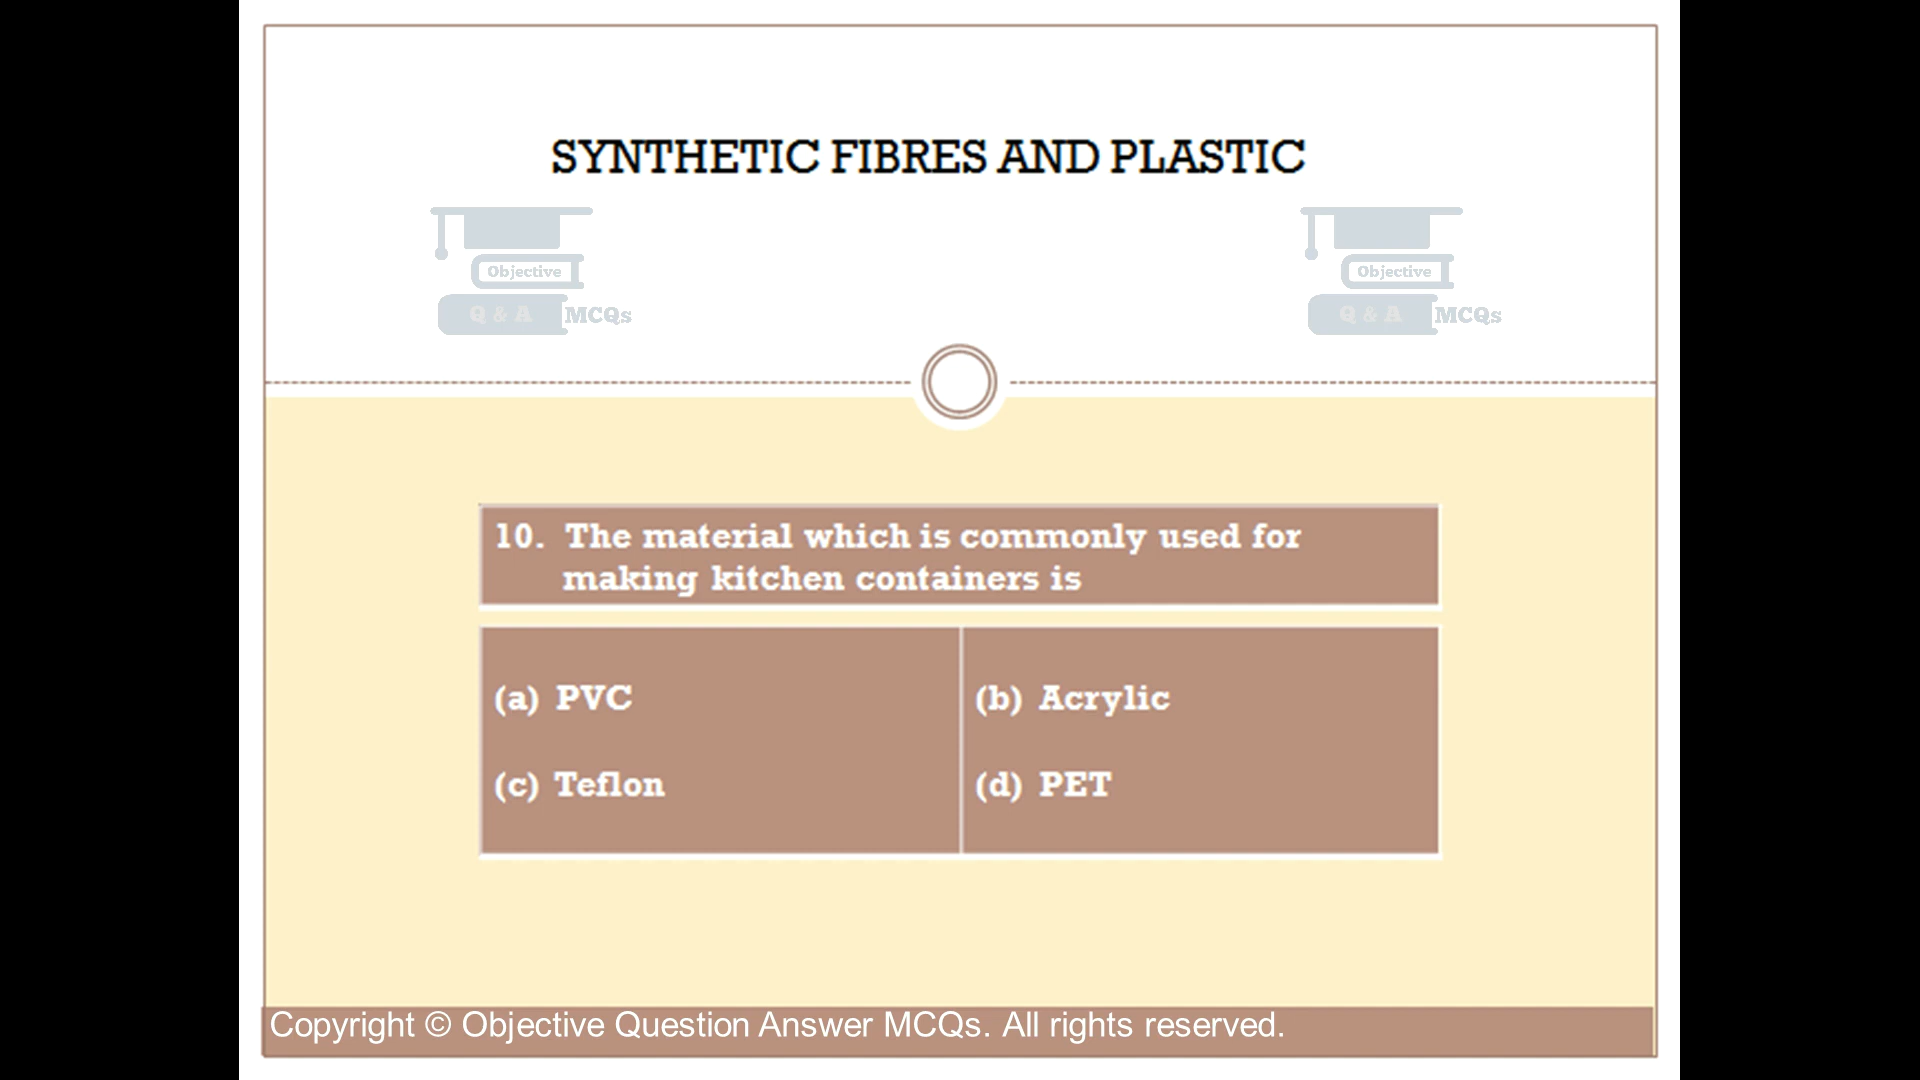 SYNTHETIC FIBRES AND PLASTIC
Objective
Q & A MCQs
Objective
Q & A MCQs
10. The material which is commonly used for
making kitchen containers is
(a) PVC
(b) Acrylic
(c) Teflon
(d) PET
Copyright © Objective Question Answer MCQs. All rights reserved.